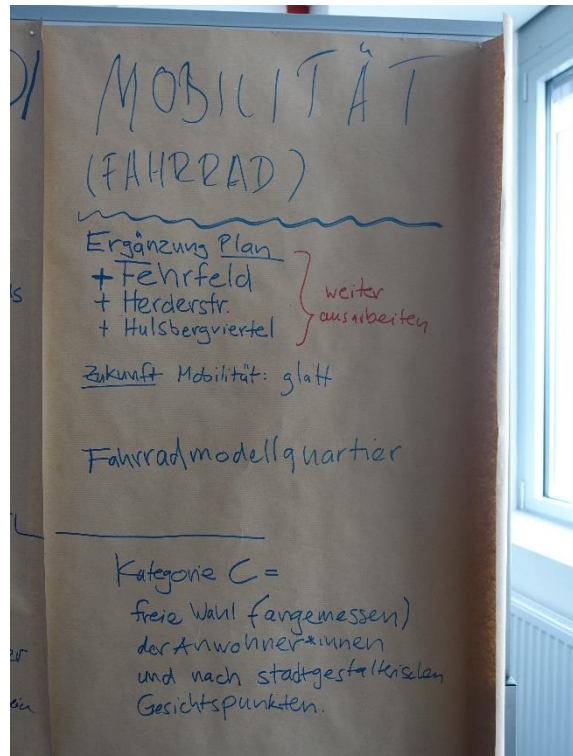 MOBILITÄT
(FAHRRAD)
Ergänzung Plan
+ Fehrfeld
+ Herderstr.
+ Hulsbergviertel
weiter
ausarbeiten
Zukunft Mobilität: glatt
Fahrradmodellquartier
Kategorie C =
freie Wahl (angemessen)
der Anwohner*innen
und nach stadtgestalterischen
Gesichtspunkten.